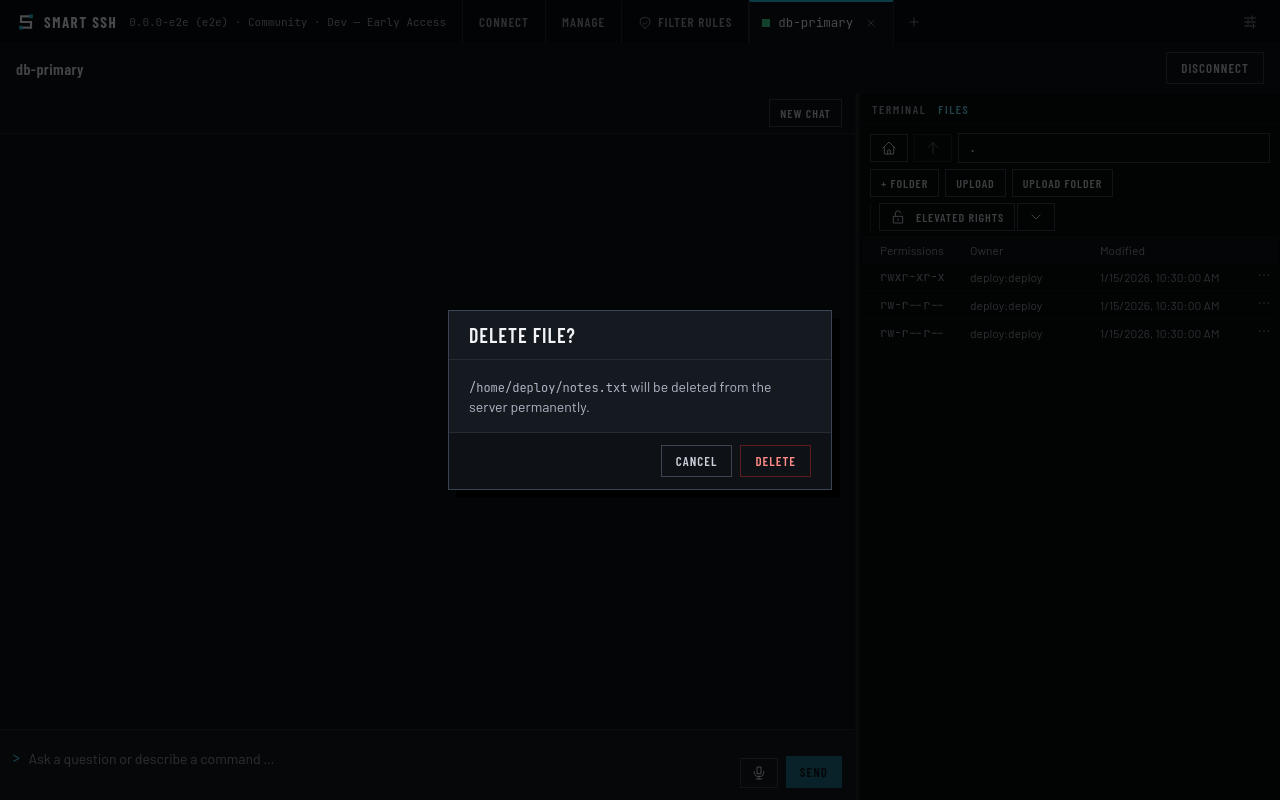 SMART SSH 0.0.0-e2e (e2e) · Community · Dev — Early Access CONNECT MANAGE FILTER RULES db-primary
db-primary DISCONNECT
NEW CHAT
TERMINAL FILES
.
+ FOLDER UPLOAD UPLOAD FOLDER
ELEVATED RIGHTS
Permissions Owner Modified
rwxr-xr-x deploy:deploy 1/15/2026, 10:30:00 AM ...
rw-r--r-- deploy:deploy 1/15/2026, 10:30:00 AM ...
rw-r--r-- deploy:deploy 1/15/2026, 10:30:00 AM ...
DELETE FILE?
/home/deploy/notes.txt will be deleted from the
server permanently.
CANCEL DELETE
> Ask a question or describe a command ...
SEND